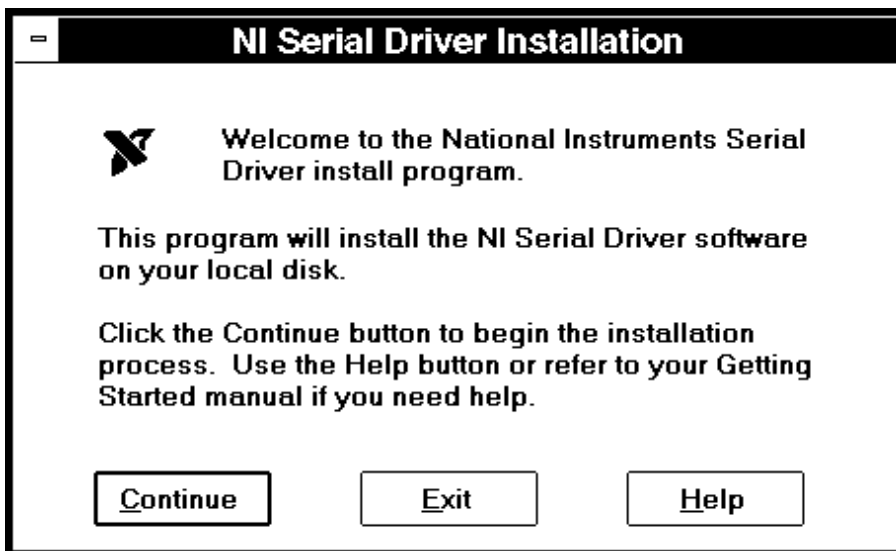 NI Serial Driver Installation
Welcome to the National Instruments Serial
Driver install program.
This program will install the NI Serial Driver software
on your local disk.
Click the Continue button to begin the installation
process.  Use the Help button or refer to your Getting
Started manual if you need help.
Continue Exit Help